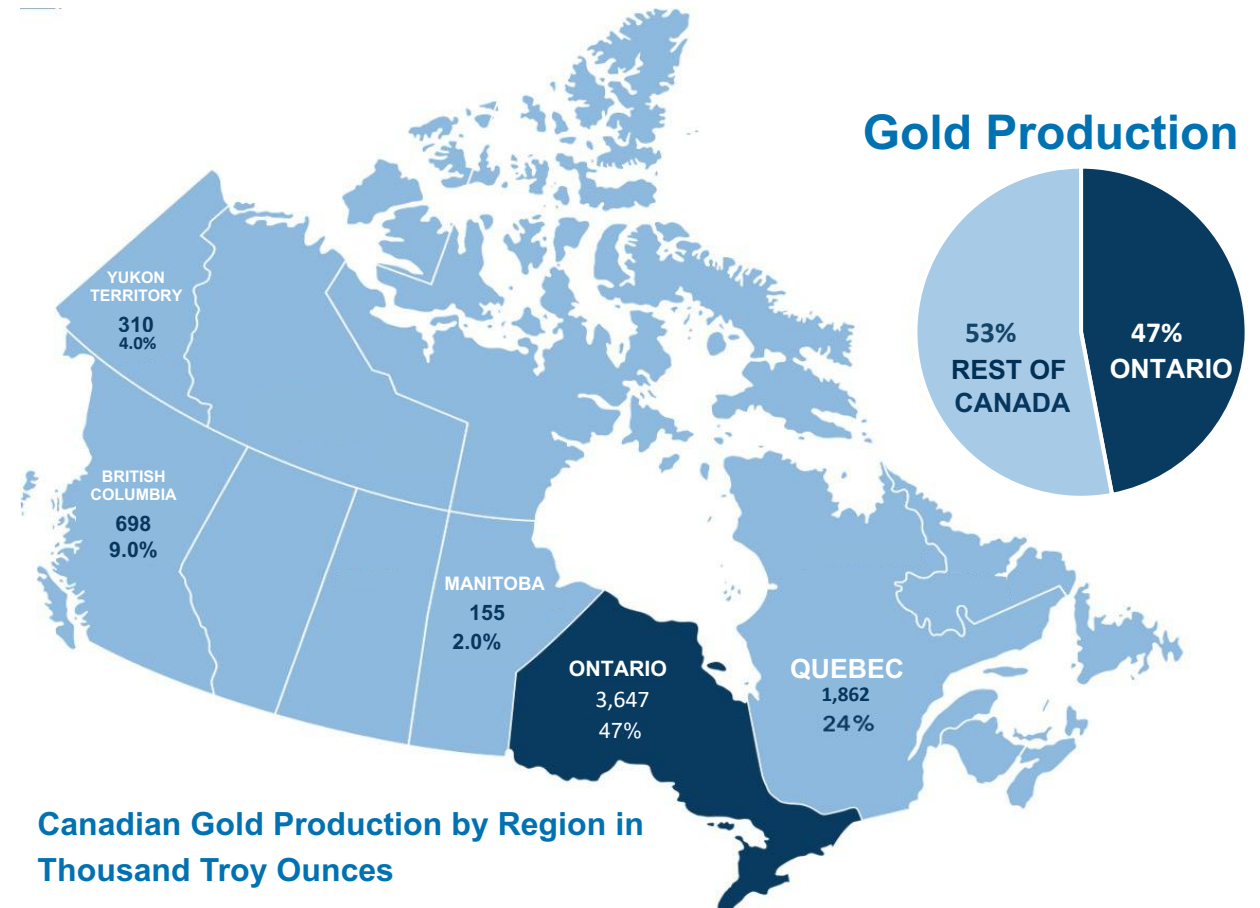 Gold Production
53%
REST OF
CANADA
47%
ONTARIO
YUKON
TERRITORY
310
4.0%
BRITISH
COLUMBIA
698
9.0%
MANITOBA
155
2.0%
ONTARIO
3,647
47%
QUEBEC
1,862
24%
Canadian Gold Production by Region in
Thousand Troy Ounces